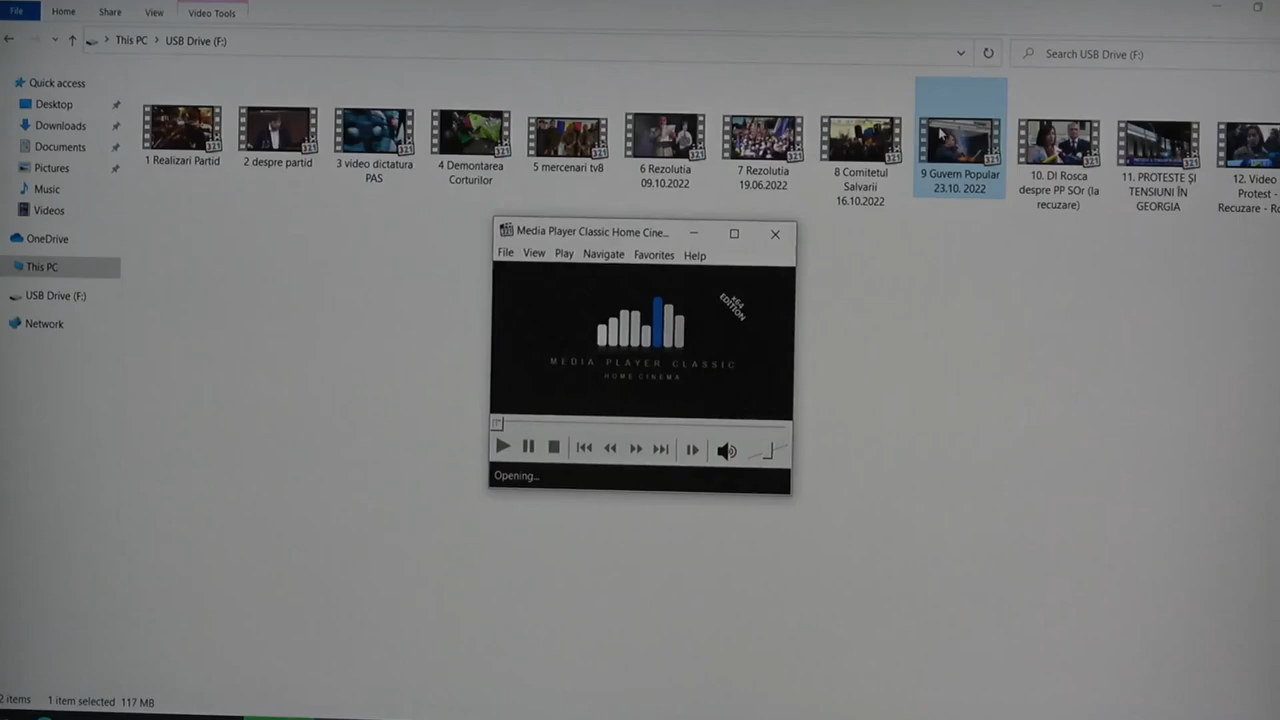 File Home Share View Video Tools
This PC > USB Drive (F:)
Search USB Drive (F:)
Quick access
Desktop
Downloads
Documents
Pictures
Music
Videos
OneDrive
This PC
USB Drive (F:)
Network
1 Realizari Partid
2 despre partid
3 video dictatura
PAS
4 Demontarea
Corturilor
5 mercenari tv8
6 Rezolutia
09.10.2022
7 Rezolutia
19.06.2022
8 Comitetul
Salvarii
16.10.2022
9 Guvern Popular
23.10. 2022
10. Dl Rosca
despre PP SOr (la
recuzare)
11. PROTESTE ȘI
TENSIUNI ÎN
GEORGIA
12. Video
Protest -
Recuzare - Ro
Media Player Classic Home Cine...
File View Play Navigate Favorites Help
x64
EDITION
MEDIA PLAYER CLASSIC
HOME CINEMA
Opening...
2 items 1 item selected 117 MB